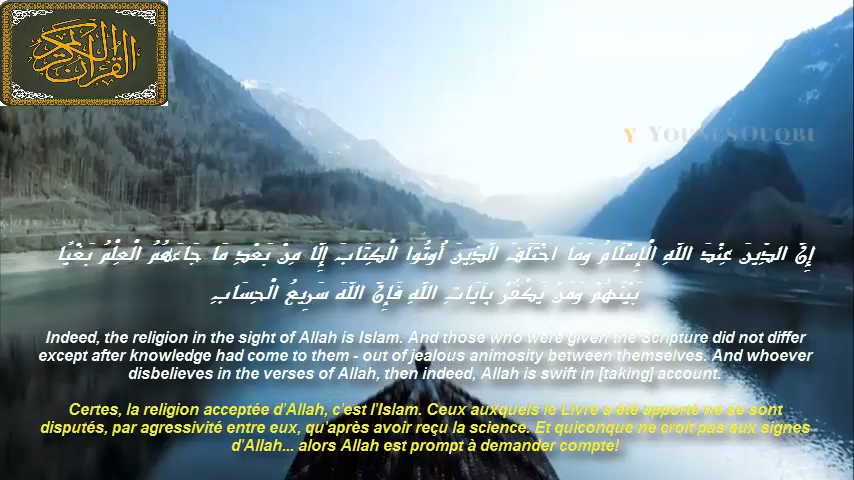 القرآن الكريم
Y YOUNES OUQBI
إِنَّ الدِّينَ عِنْدَ اللَّهِ الْإِسْلَامُ وَمَا اخْتَلَفَ الَّذِينَ أُوتُوا الْكِتَابَ إِلَّا مِنْ بَعْدِ مَا جَاءَهُمُ الْعِلْمُ بَغْيًا
بَيْنَهُمْ وَمَنْ يَكْفُرْ بِآيَاتِ اللَّهِ فَإِنَّ اللَّهَ سَرِيعُ الْحِسَابِ
Indeed, the religion in the sight of Allah is Islam. And those who were given the Scripture did not differ
except after knowledge had come to them - out of jealous animosity between themselves. And whoever
disbelieves in the verses of Allah, then indeed, Allah is swift in [taking] account.
Certes, la religion acceptée d'Allah, c'est l'Islam. Ceux auxquels le Livre a été apporté ne se sont
disputés, par agressivité entre eux, qu'après avoir reçu la science. Et quiconque ne croit pas aux signes
d'Allah... alors Allah est prompt à demander compte!